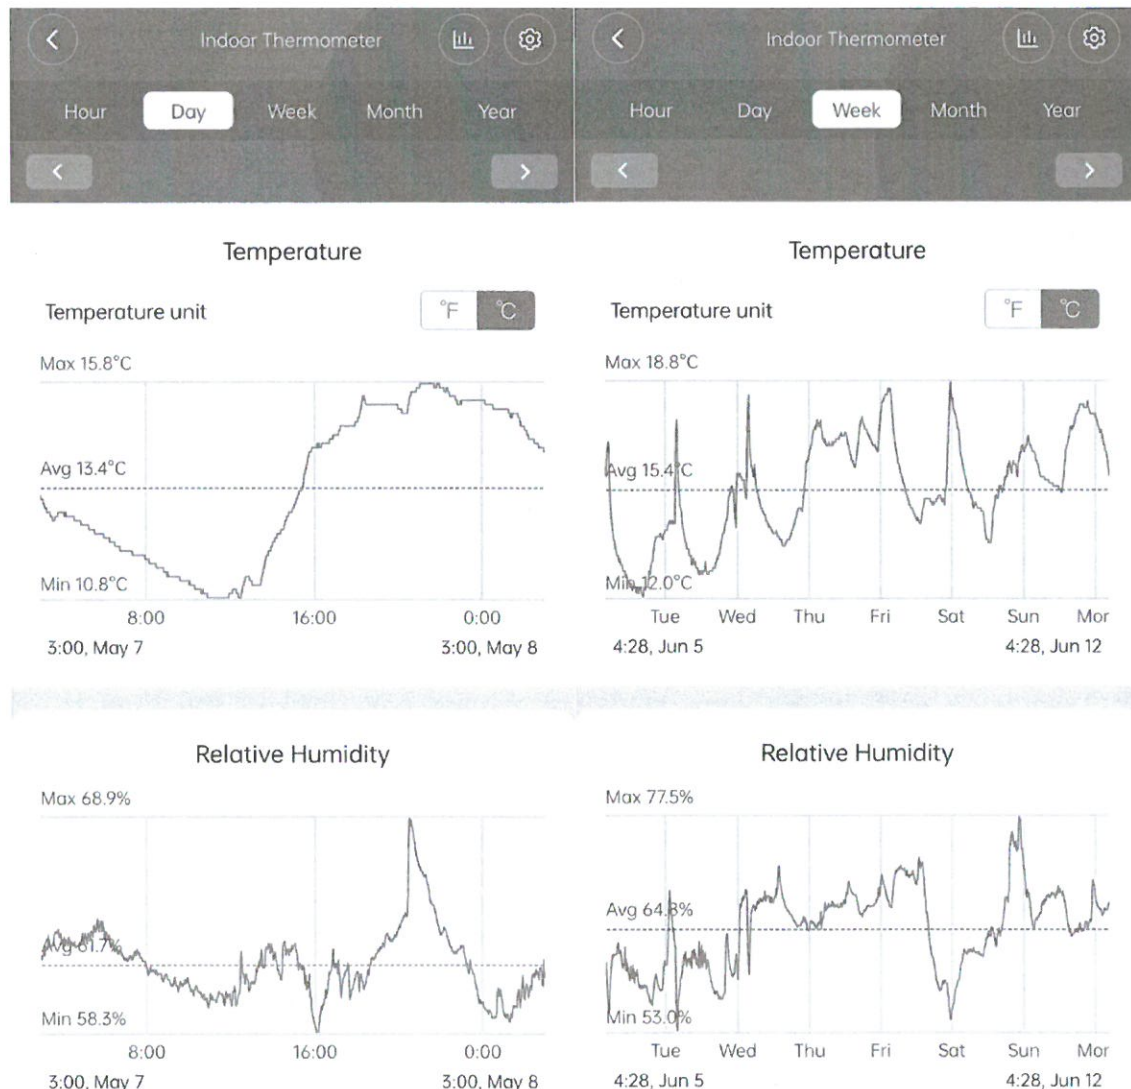 Indoor Thermometer
Hour Day Week Month Year
Temperature
Temperature unit °F °C
Max 15.8°C
Avg 13.4°C
Min 10.8°C
8:00 16:00 0:00
3:00, May 7 3:00, May 8
Relative Humidity
Max 68.9%
Avg 61.7%
Min 58.3%
8:00 16:00 0:00
3:00, May 7 3:00, May 8
Indoor Thermometer
Hour Day Week Month Year
Temperature
Temperature unit °F °C
Max 18.8°C
Avg 15.4°C
Min 12.0°C
Tue Wed Thu Fri Sat Sun Mor
4:28, Jun 5 4:28, Jun 12
Relative Humidity
Max 77.5%
Avg 64.8%
Min 53.0%
Tue Wed Thu Fri Sat Sun Mor
4:28, Jun 5 4:28, Jun 12